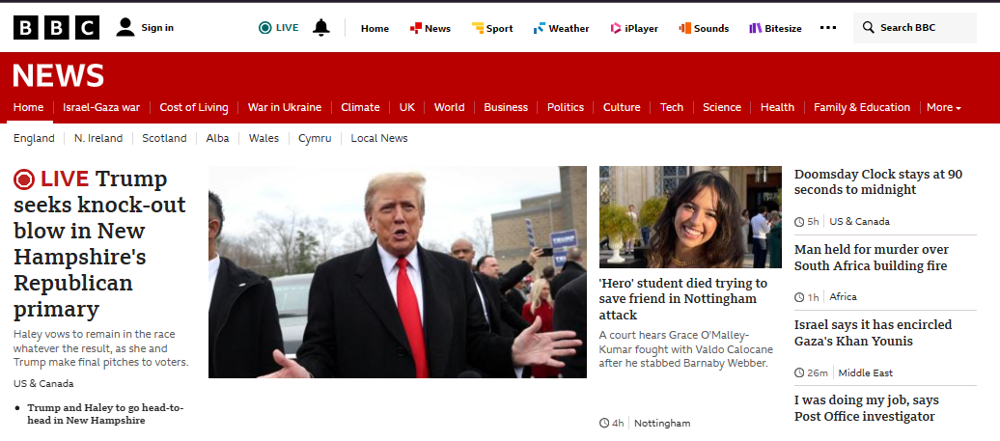 BBC
Sign in
LIVE
Home
News
Sport
Weather
iPlayer
Sounds
Bitesize
Search BBC
NEWS
Home
Israel-Gaza war
Cost of Living
War in Ukraine
Climate
UK
World
Business
Politics
Culture
Tech
Science
Health
Family & Education
More
England
N. Ireland
Scotland
Alba
Wales
Cymru
Local News
LIVE Trump
seeks knock-out
blow in New
Hampshire's
Republican
primary
Haley vows to remain in the race
whatever the result, as she and
Trump make final pitches to voters.
US & Canada
Trump and Haley to go head-to-
head in New Hampshire
TRUMP
'Hero' student died trying to
save friend in Nottingham
attack
A court hears Grace O'Malley-
Kumar fought with Valdo Calocane
after he stabbed Barnaby Webber.
4h
Nottingham
Doomsday Clock stays at 90
seconds to midnight
5h
US & Canada
Man held for murder over
South Africa building fire
1h
Africa
Israel says it has encircled
Gaza's Khan Younis
26m
Middle East
I was doing my job, says
Post Office investigator